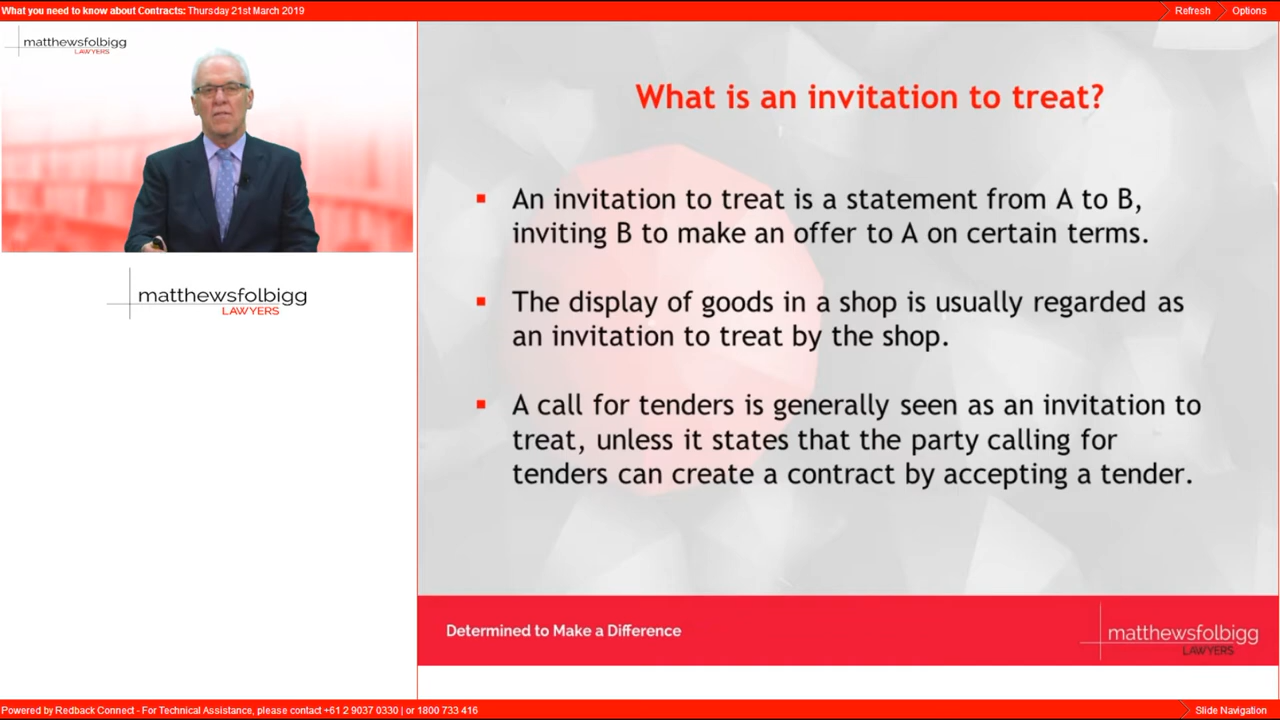 What you need to know about Contracts: Thursday 21st March 2019
Refresh
Options
matthewsfolbigg
LAWYERS
matthewsfolbigg
LAWYERS
What is an invitation to treat?
▪ An invitation to treat is a statement from A to B,
inviting B to make an offer to A on certain terms.
▪ The display of goods in a shop is usually regarded as
an invitation to treat by the shop.
▪ A call for tenders is generally seen as an invitation to
treat, unless it states that the party calling for
tenders can create a contract by accepting a tender.
Determined to Make a Difference
matthewsfolbigg
LAWYERS
Powered by Redback Connect - For Technical Assistance, please contact +61 2 9037 0330 | or 1800 733 416
Slide Navigation